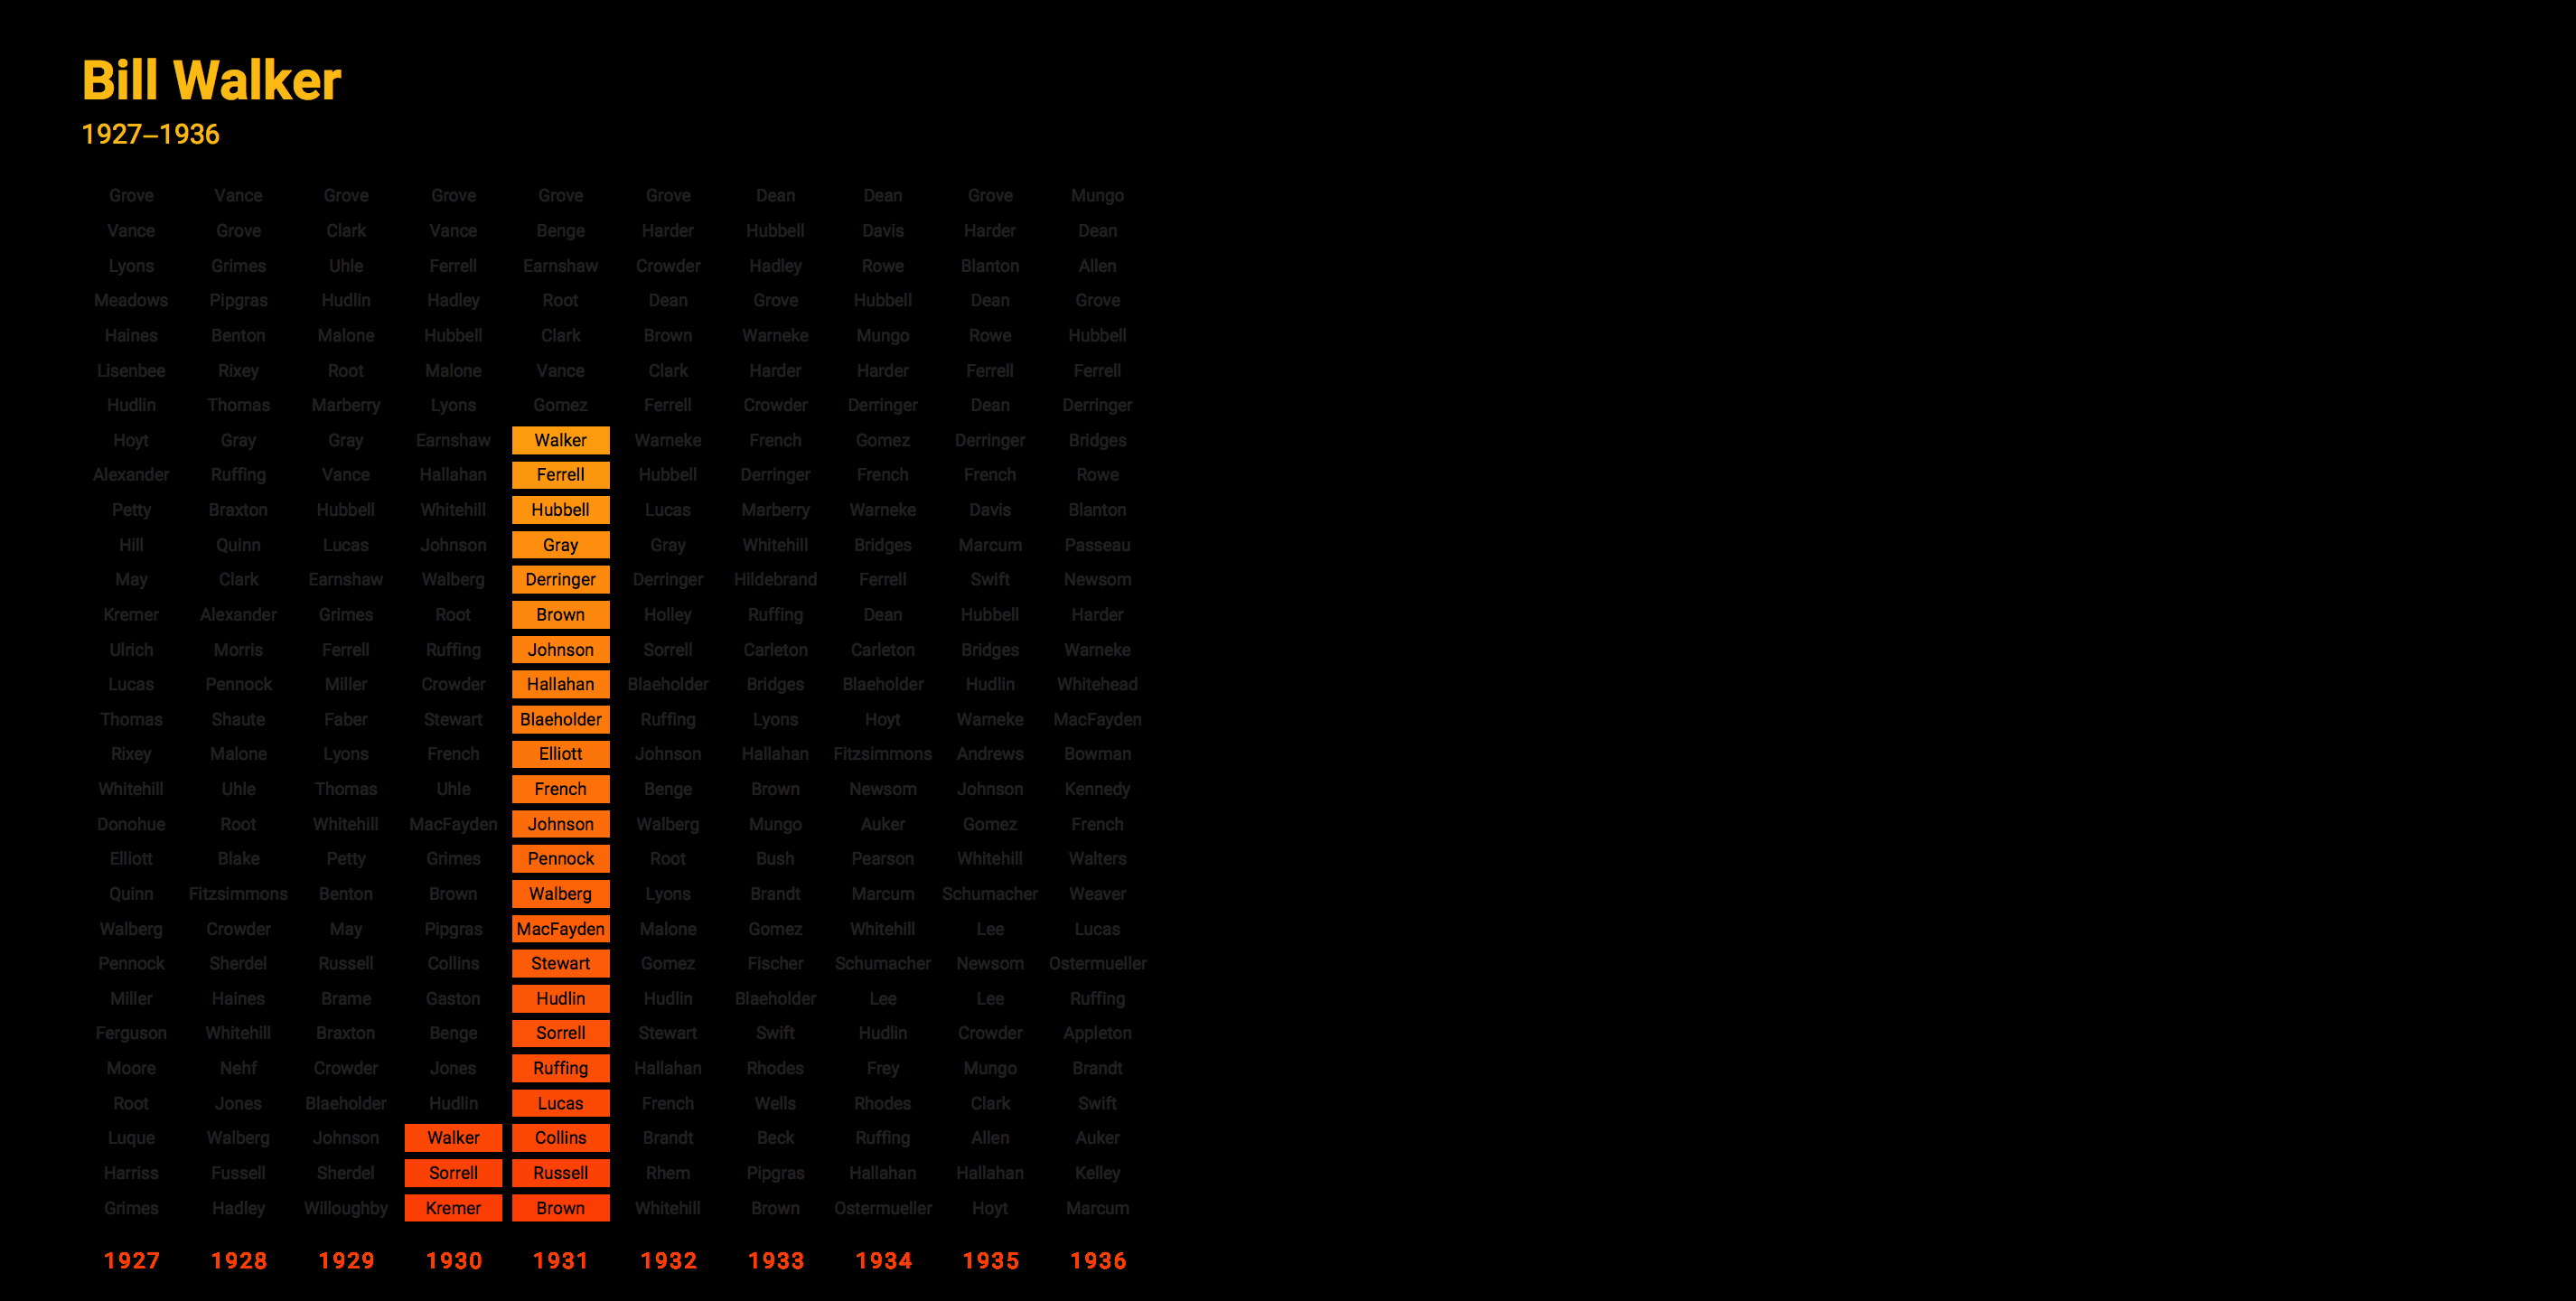 Bill Walker
1927–1936
Grove Vance Grove Grove Grove Grove Dean Dean Grove Mungo
Vance Grove Clark Vance Benge Harder Hubbell Davis Harder Dean
Lyons Grimes Uhle Ferrell Earnshaw Crowder Hadley Rowe Blanton Allen
Meadows Pipgras Hudlin Hadley Root Dean Grove Hubbell Dean Grove
Haines Benton Malone Hubbell Clark Brown Warneke Mungo Rowe Hubbell
Lisenbee Rixey Root Malone Vance Clark Harder Harder Ferrell Ferrell
Hudlin Thomas Marberry Lyons Gomez Ferrell Crowder Derringer Dean Derringer
Hoyt Gray Gray Earnshaw Walker Warneke French Gomez Derringer Bridges
Alexander Ruffing Vance Hallahan Ferrell Hubbell Derringer French French Rowe
Petty Braxton Hubbell Whitehill Hubbell Lucas Marberry Warneke Davis Blanton
Hill Quinn Lucas Johnson Gray Gray Whitehill Bridges Marcum Passeau
May Clark Earnshaw Walberg Derringer Derringer Hildebrand Ferrell Swift Newsom
Kremer Alexander Grimes Root Brown Holley Ruffing Dean Hubbell Harder
Ulrich Morris Ferrell Ruffing Johnson Sorrell Carleton Carleton Bridges Warneke
Lucas Pennock Miller Crowder Hallahan Blaeholder Bridges Blaeholder Hudlin Whitehead
Thomas Shaute Faber Stewart Blaeholder Ruffing Lyons Hoyt Warneke MacFayden
Rixey Malone Lyons French Elliott Johnson Hallahan Fitzsimmons Andrews Bowman
Whitehill Uhle Thomas Uhle French Benge Brown Newsom Johnson Kennedy
Donohue Root Whitehill MacFayden Johnson Walberg Mungo Auker Gomez French
Elliott Blake Petty Grimes Pennock Root Bush Pearson Whitehill Walters
Quinn Fitzsimmons Benton Brown Walberg Lyons Brandt Marcum Schumacher Weaver
Walberg Crowder May Pipgras MacFayden Malone Gomez Whitehill Lee Lucas
Pennock Sherdel Russell Collins Stewart Gomez Fischer Schumacher Newsom Ostermueller
Miller Haines Brame Gaston Hudlin Hudlin Blaeholder Lee Lee Ruffing
Ferguson Whitehill Braxton Benge Sorrell Stewart Swift Hudlin Crowder Appleton
Moore Nehf Crowder Jones Ruffing Hallahan Rhodes Frey Mungo Brandt
Root Jones Blaeholder Hudlin Lucas French Wells Rhodes Clark Swift
Luque Walberg Johnson Walker Collins Brandt Beck Ruffing Allen Auker
Harriss Fussell Sherdel Sorrell Russell Rhem Pipgras Hallahan Hallahan Kelley
Grimes Hadley Willoughby Kremer Brown Whitehill Brown Ostermueller Hoyt Marcum
1927 1928 1929 1930 1931 1932 1933 1934 1935 1936